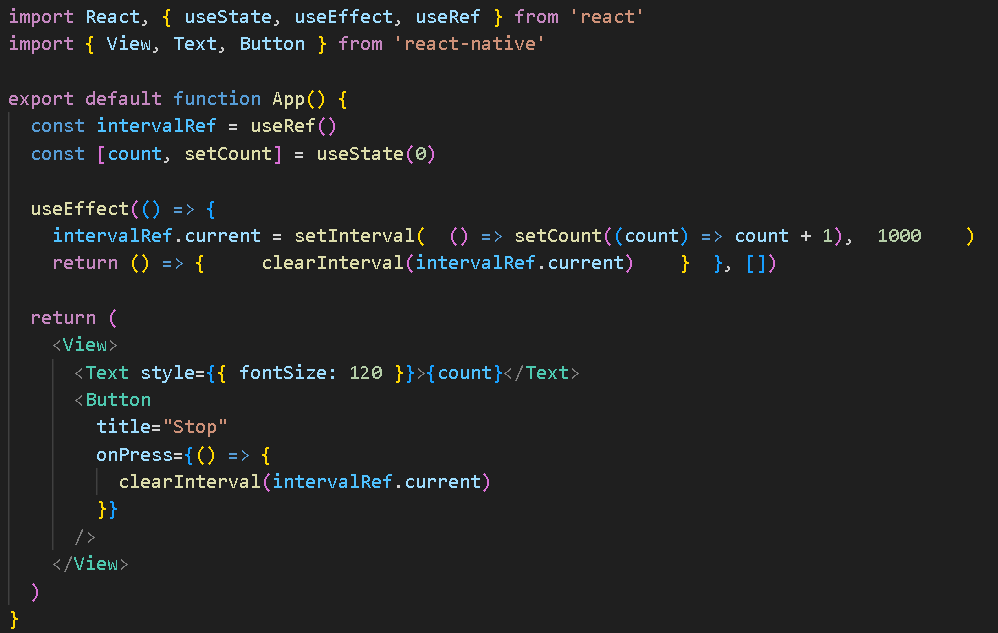 import React, { useState, useEffect, useRef } from 'react'
import { View, Text, Button } from 'react-native'

export default function App() {
  const intervalRef = useRef()
  const [count, setCount] = useState(0)

  useEffect(() => {
    intervalRef.current = setInterval(  () => setCount((count) => count + 1),  1000    )
    return () => {     clearInterval(intervalRef.current)    }  }, [])

  return (
    <View>
      <Text style={{ fontSize: 120 }}>{count}</Text>
      <Button
        title="Stop"
        onPress={() => {
          clearInterval(intervalRef.current)
        }}
      />
    </View>
  )
}